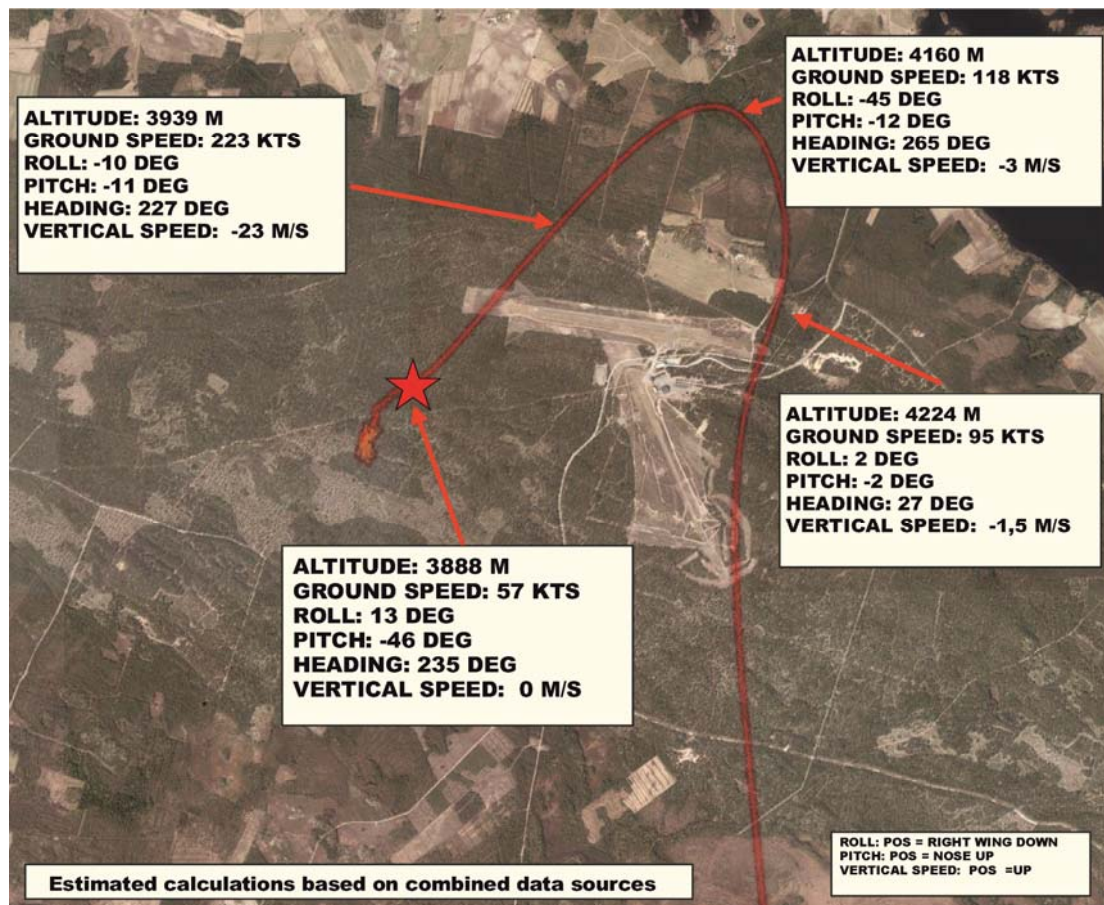 ALTITUDE: 4160 M
GROUND SPEED: 118 KTS
ROLL: -45 DEG
PITCH: -12 DEG
HEADING: 265 DEG
VERTICAL SPEED: -3 M/S
ALTITUDE: 3939 M
GROUND SPEED: 223 KTS
ROLL: -10 DEG
PITCH: -11 DEG
HEADING: 227 DEG
VERTICAL SPEED: -23 M/S
ALTITUDE: 4224 M
GROUND SPEED: 95 KTS
ROLL: 2 DEG
PITCH: -2 DEG
HEADING: 27 DEG
VERTICAL SPEED: -1,5 M/S
ALTITUDE: 3888 M
GROUND SPEED: 57 KTS
ROLL: 13 DEG
PITCH: -46 DEG
HEADING: 235 DEG
VERTICAL SPEED: 0 M/S
ROLL: POS = RIGHT WING DOWN
PITCH: POS = NOSE UP
VERTICAL SPEED: POS =UP
Estimated calculations based on combined data sources